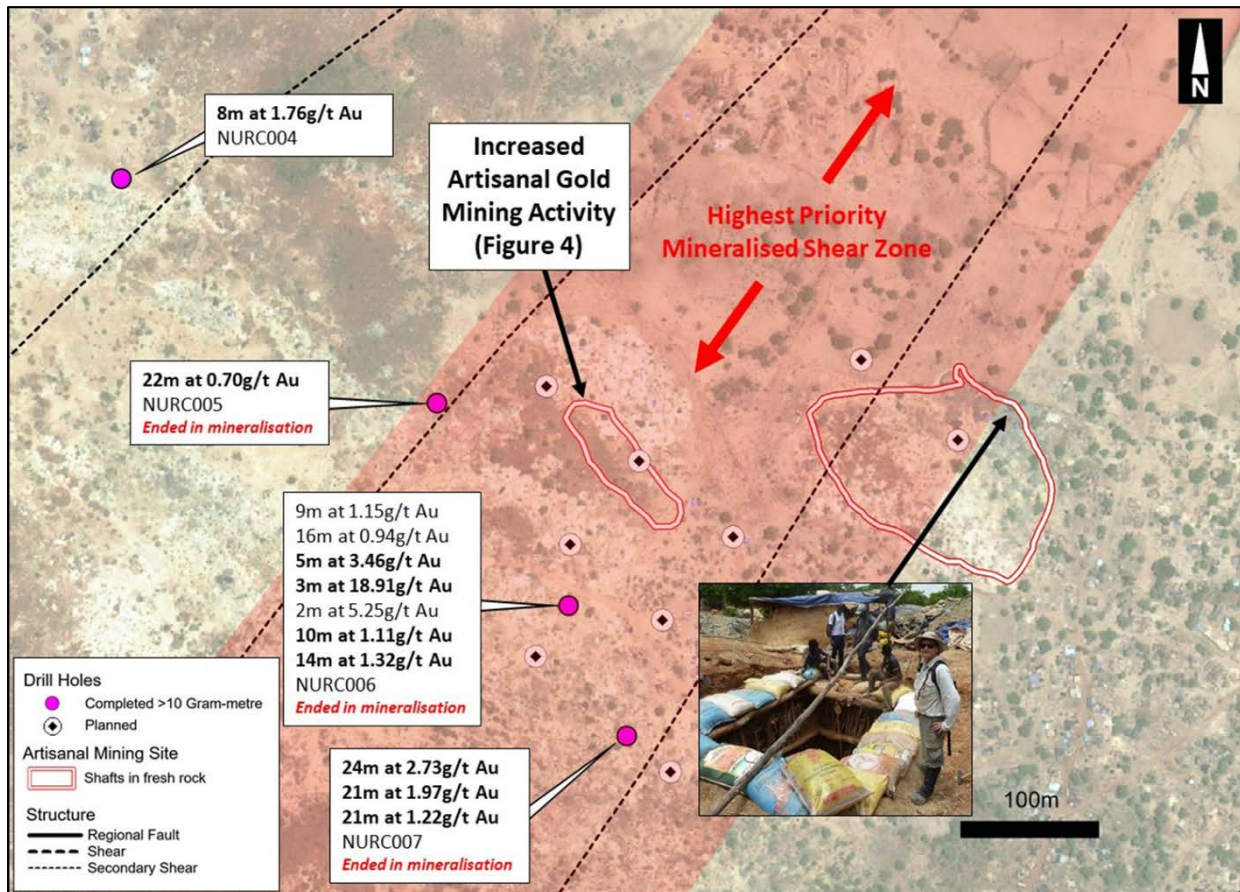 N
8m at 1.76g/t Au
NURC004
Increased
Artisanal Gold
Mining Activity
(Figure 4)
Highest Priority
Mineralised Shear Zone
22m at 0.70g/t Au
NURC005
Ended in mineralisation
9m at 1.15g/t Au
16m at 0.94g/t Au
5m at 3.46g/t Au
3m at 18.91g/t Au
2m at 5.25g/t Au
10m at 1.11g/t Au
14m at 1.32g/t Au
NURC006
Ended in mineralisation
24m at 2.73g/t Au
21m at 1.97g/t Au
21m at 1.22g/t Au
NURC007
Ended in mineralisation
Drill Holes
Completed >10 Gram-metre
Planned
Artisanal Mining Site
Shafts in fresh rock
Structure
Regional Fault
Shear
Secondary Shear
100m